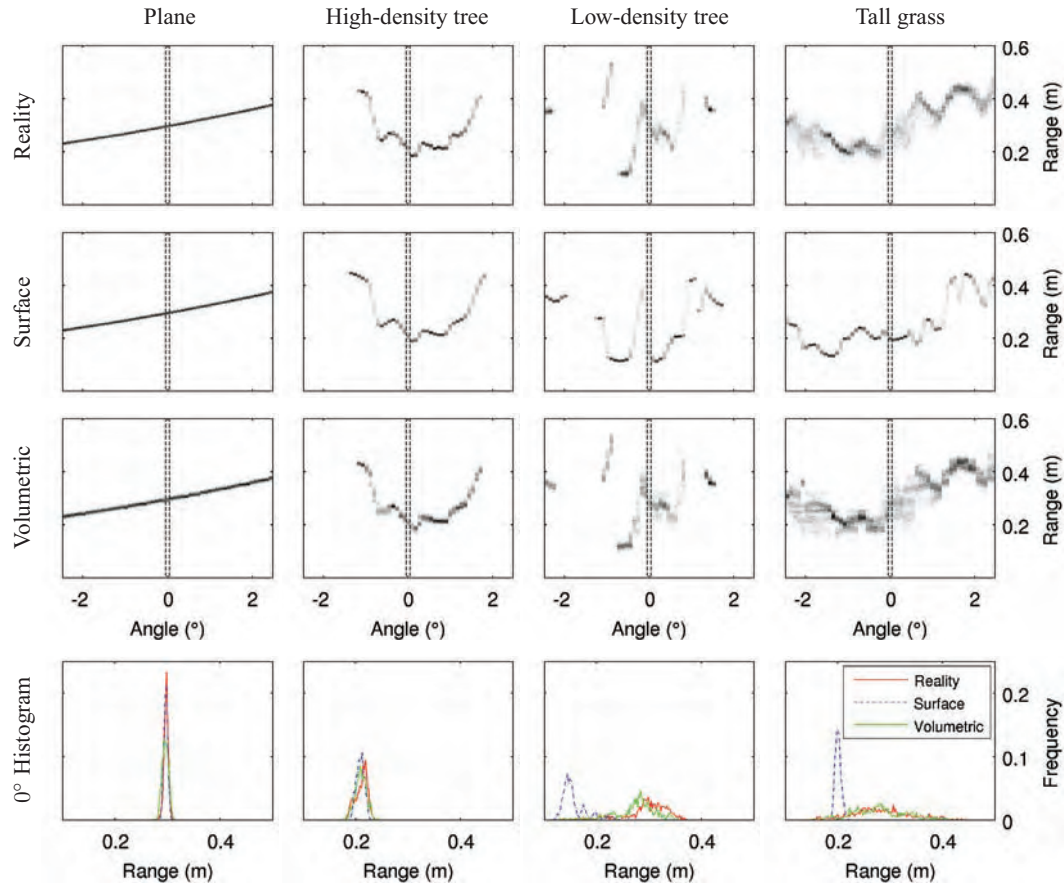 Plane High-density tree Low-density tree Tall grass
Reality
0.6
0.4
0.2
Range (m)
Surface
0.6
0.4
0.2
Range (m)
Volumetric
0.6
0.4
0.2
Range (m)
-2 0 2 -2 0 2 -2 0 2 -2 0 2
Angle (°) Angle (°) Angle (°) Angle (°)
0° Histogram
Reality
Surface
Volumetric
0.2
0.1
0
Frequency
0.2 0.4 0.2 0.4 0.2 0.4 0.2 0.4
Range (m) Range (m) Range (m) Range (m)